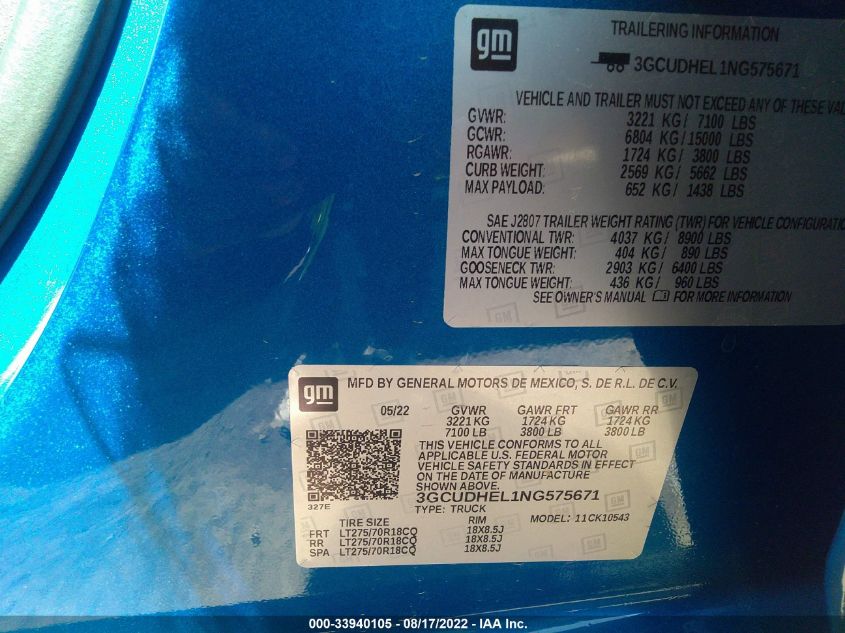 gm
TRAILERING INFORMATION
3GCUDHEL1NG575671
VEHICLE AND TRAILER MUST NOT EXCEED ANY OF THESE
GVWR: 3221 KG/ 7100 LBS
GCWR: 6804 KG/15000 LBS
RGAWR: 1724 KG/ 3800 LBS
CURB WEIGHT: 2569 KG/ 5662 LBS
MAX PAYLOAD: 652 KG/ 1438 LBS
SAE J2807 TRAILER WEIGHT RATING (TWR) FOR VEHICLE
CONVENTIONAL TWR: 4037 KG/ 8900 LBS
MAX TONGUE WEIGHT: 404 KG/ 890 LBS
GOOSENECK TWR: 2903 KG/ 6400 LBS
MAX TONGUE WEIGHT: 436 KG/ 960 LBS
SEE OWNER'S MANUAL FOR MORE INFORMATION
gm
MFD BY GENERAL MOTORS DE MEXICO, S. DE R.L. DE C.V.
05/22 GVWR GAWR FRT GAWR RR
3221 KG 1724 KG 1724 KG
7100 LB 3800 LB 3800 LB
THIS VEHICLE CONFORMS TO ALL
APPLICABLE U.S. FEDERAL MOTOR
VEHICLE SAFETY STANDARDS IN EFFECT
ON THE DATE OF MANUFACTURE
SHOWN ABOVE.
3GCUDHEL1NG575671
327E
TYPE: TRUCK MODEL: 11CK10543
TIRE SIZE RIM
FRT LT275/70R18CQ 18X8.5J
RR LT275/70R18CQ 18X8.5J
SPA LT275/70R18CQ 18X8.5J
000-33940105 - 08/17/2022 - IAA Inc.